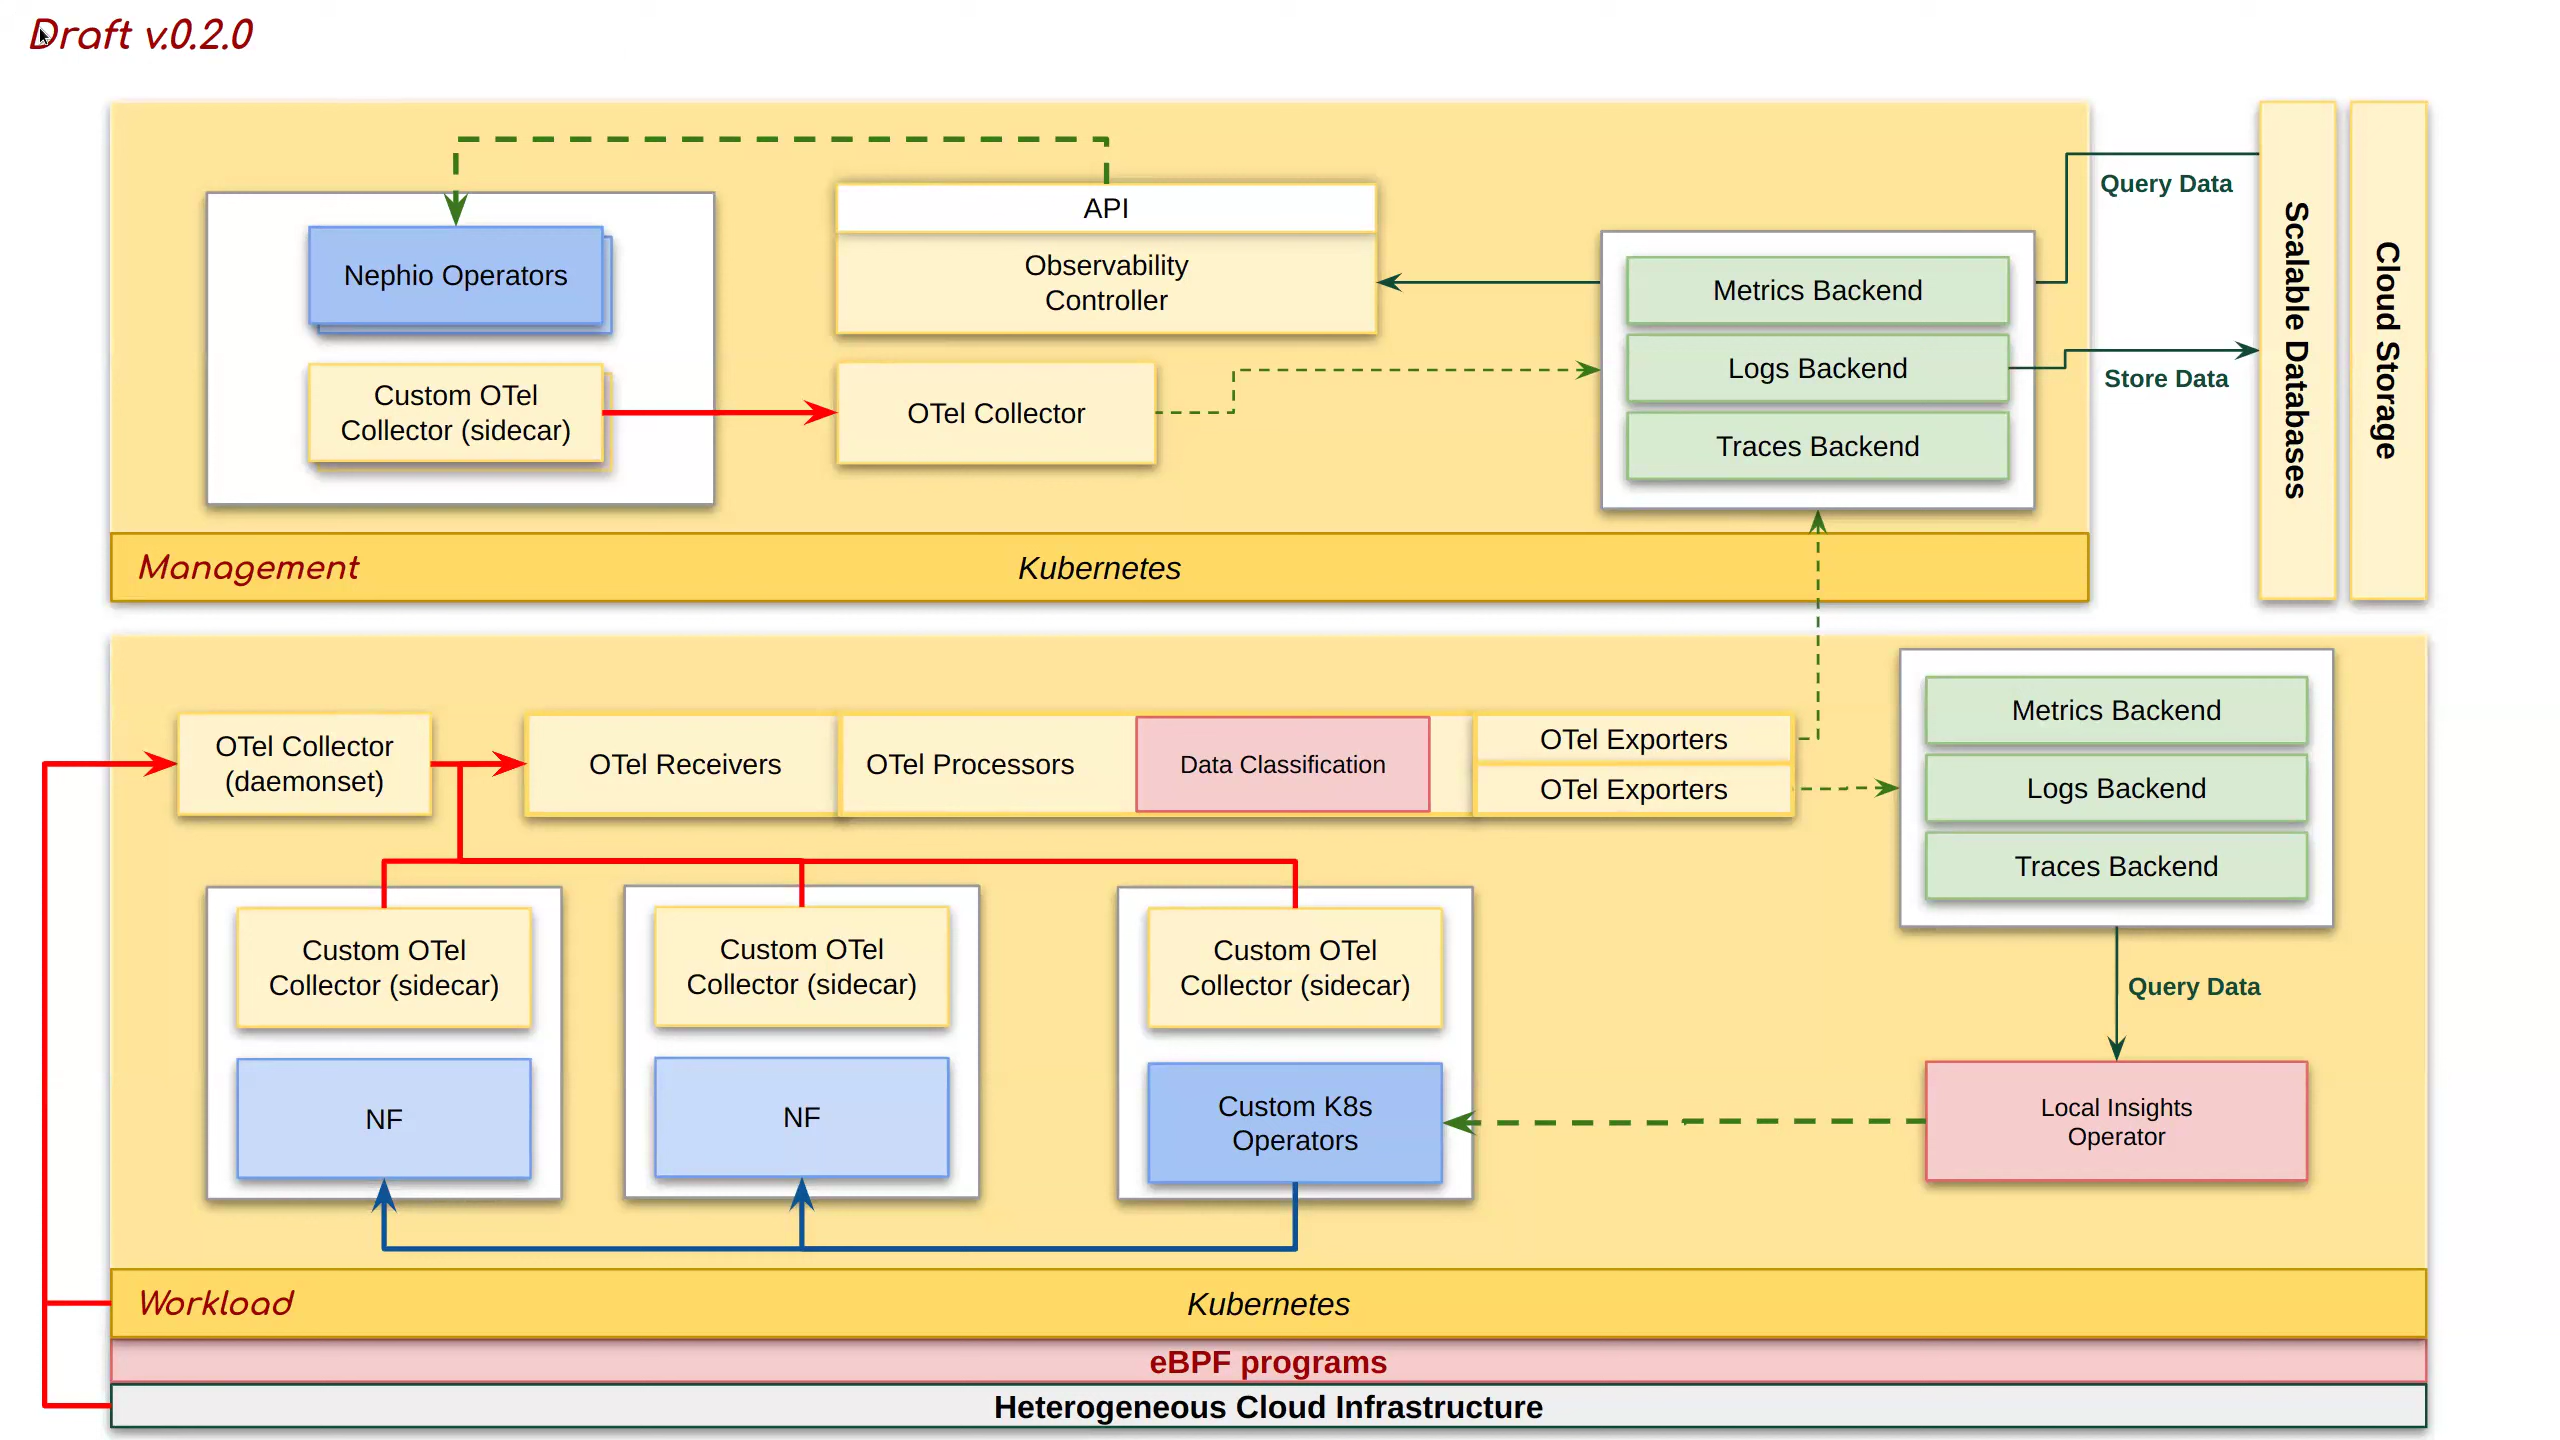 Draft v.0.2.0
Nephio Operators
Custom OTel
Collector (sidecar)
API
Observability
Controller
OTel Collector
Metrics Backend
Logs Backend
Traces Backend
Query Data
Store Data
Scalable Databases
Cloud Storage
Management
Kubernetes
OTel Collector
(daemonset)
OTel Receivers
OTel Processors
Data Classification
OTel Exporters
OTel Exporters
Metrics Backend
Logs Backend
Traces Backend
Custom OTel
Collector (sidecar)
NF
Custom OTel
Collector (sidecar)
NF
Custom OTel
Collector (sidecar)
Custom K8s
Operators
Query Data
Local Insights
Operator
Workload
Kubernetes
eBPF programs
Heterogeneous Cloud Infrastructure